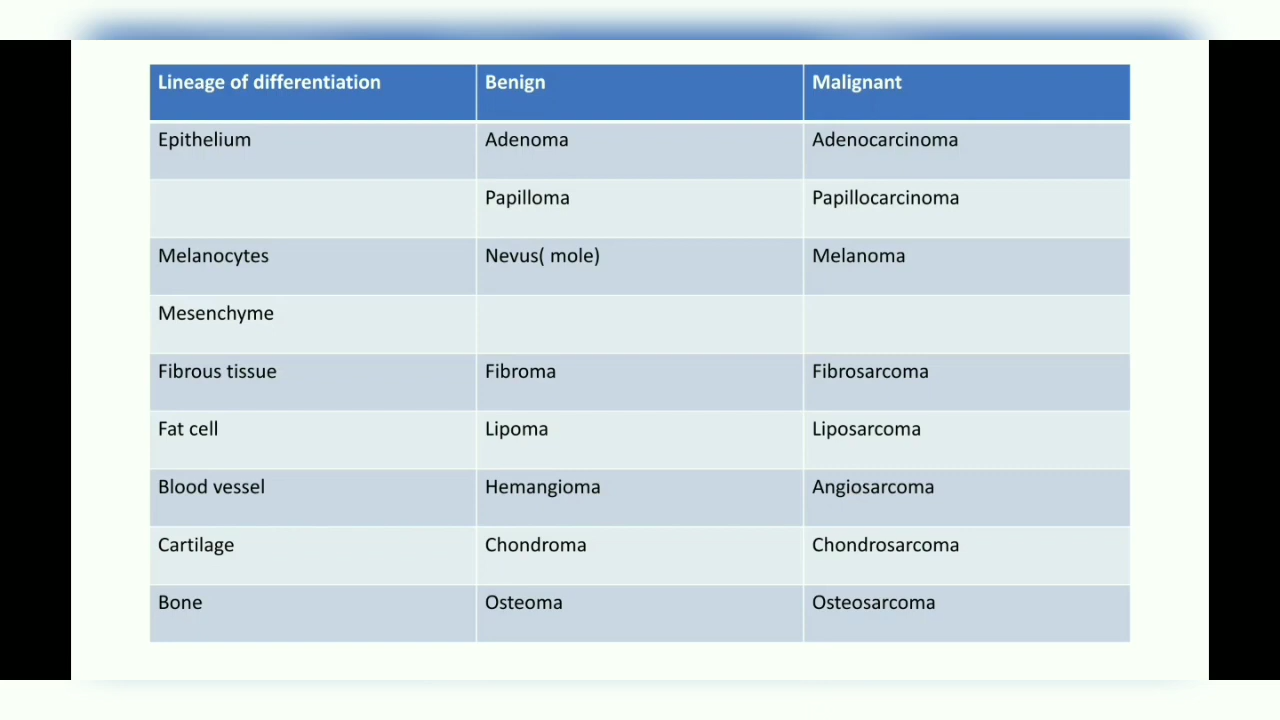 Lineage of differentiation Benign Malignant
Epithelium Adenoma Adenocarcinoma
Papilloma Papillocarcinoma
Melanocytes Nevus( mole) Melanoma
Mesenchyme
Fibrous tissue Fibroma Fibrosarcoma
Fat cell Lipoma Liposarcoma
Blood vessel Hemangioma Angiosarcoma
Cartilage Chondroma Chondrosarcoma
Bone Osteoma Osteosarcoma